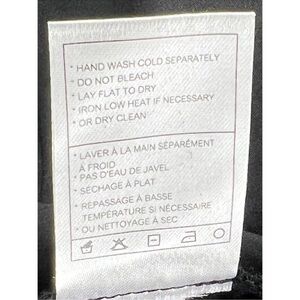 * HAND WASH COLD SEPARATELY
* DO NOT BLEACH
* LAY FLAT TO DRY
* IRON LOW HEAT IF NECESSARY
* OR DRY CLEAN
* LAVER À LA MAIN SÉPARÉMENT
À FROID
* PAS D'EAU DE JAVEL
* SECHAGE À PLAT
* REPASSAGE À BASSE
TEMPÉRATURE SI NÉCESSAIRE
* OU NETTOYAGE À SEC